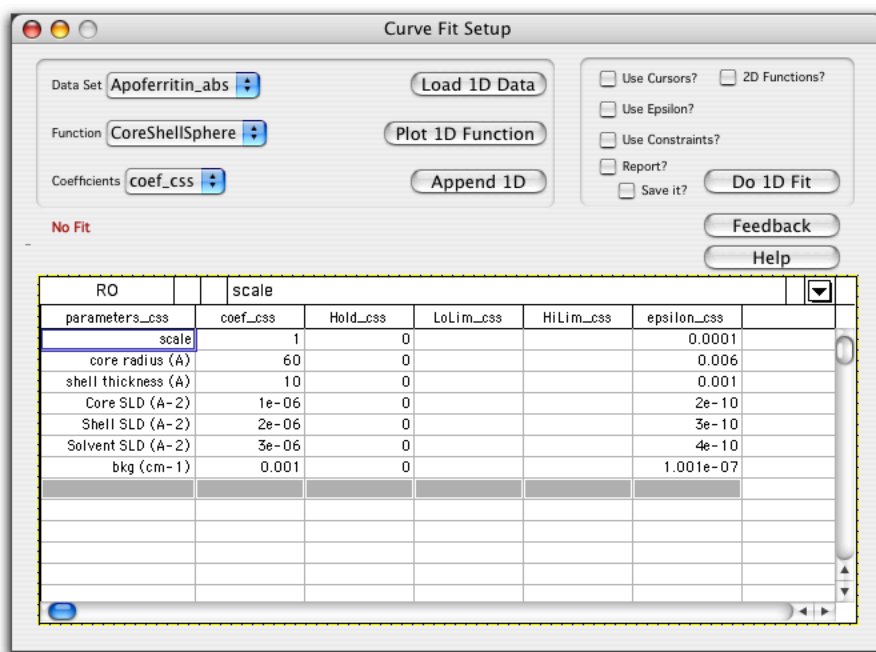 Curve Fit Setup
Data Set Apoferritin_abs Load 1D Data
Function CoreShellSphere Plot 1D Function
Coefficients coef_css Append 1D
Use Cursors? 2D Functions?
Use Epsilon?
Use Constraints?
Report?
Save it? Do 1D Fit
No Fit
Feedback
Help
R0 scale
parameters_css coef_css Hold_css LoLim_css HiLim_css epsilon_css
scale 1 0 0.0001
core radius (A) 60 0 0.006
shell thickness (A) 10 0 0.001
Core SLD (A-2) 1e-06 0 2e-10
Shell SLD (A-2) 2e-06 0 3e-10
Solvent SLD (A-2) 3e-06 0 4e-10
bkg (cm-1) 0.001 0 1.001e-07